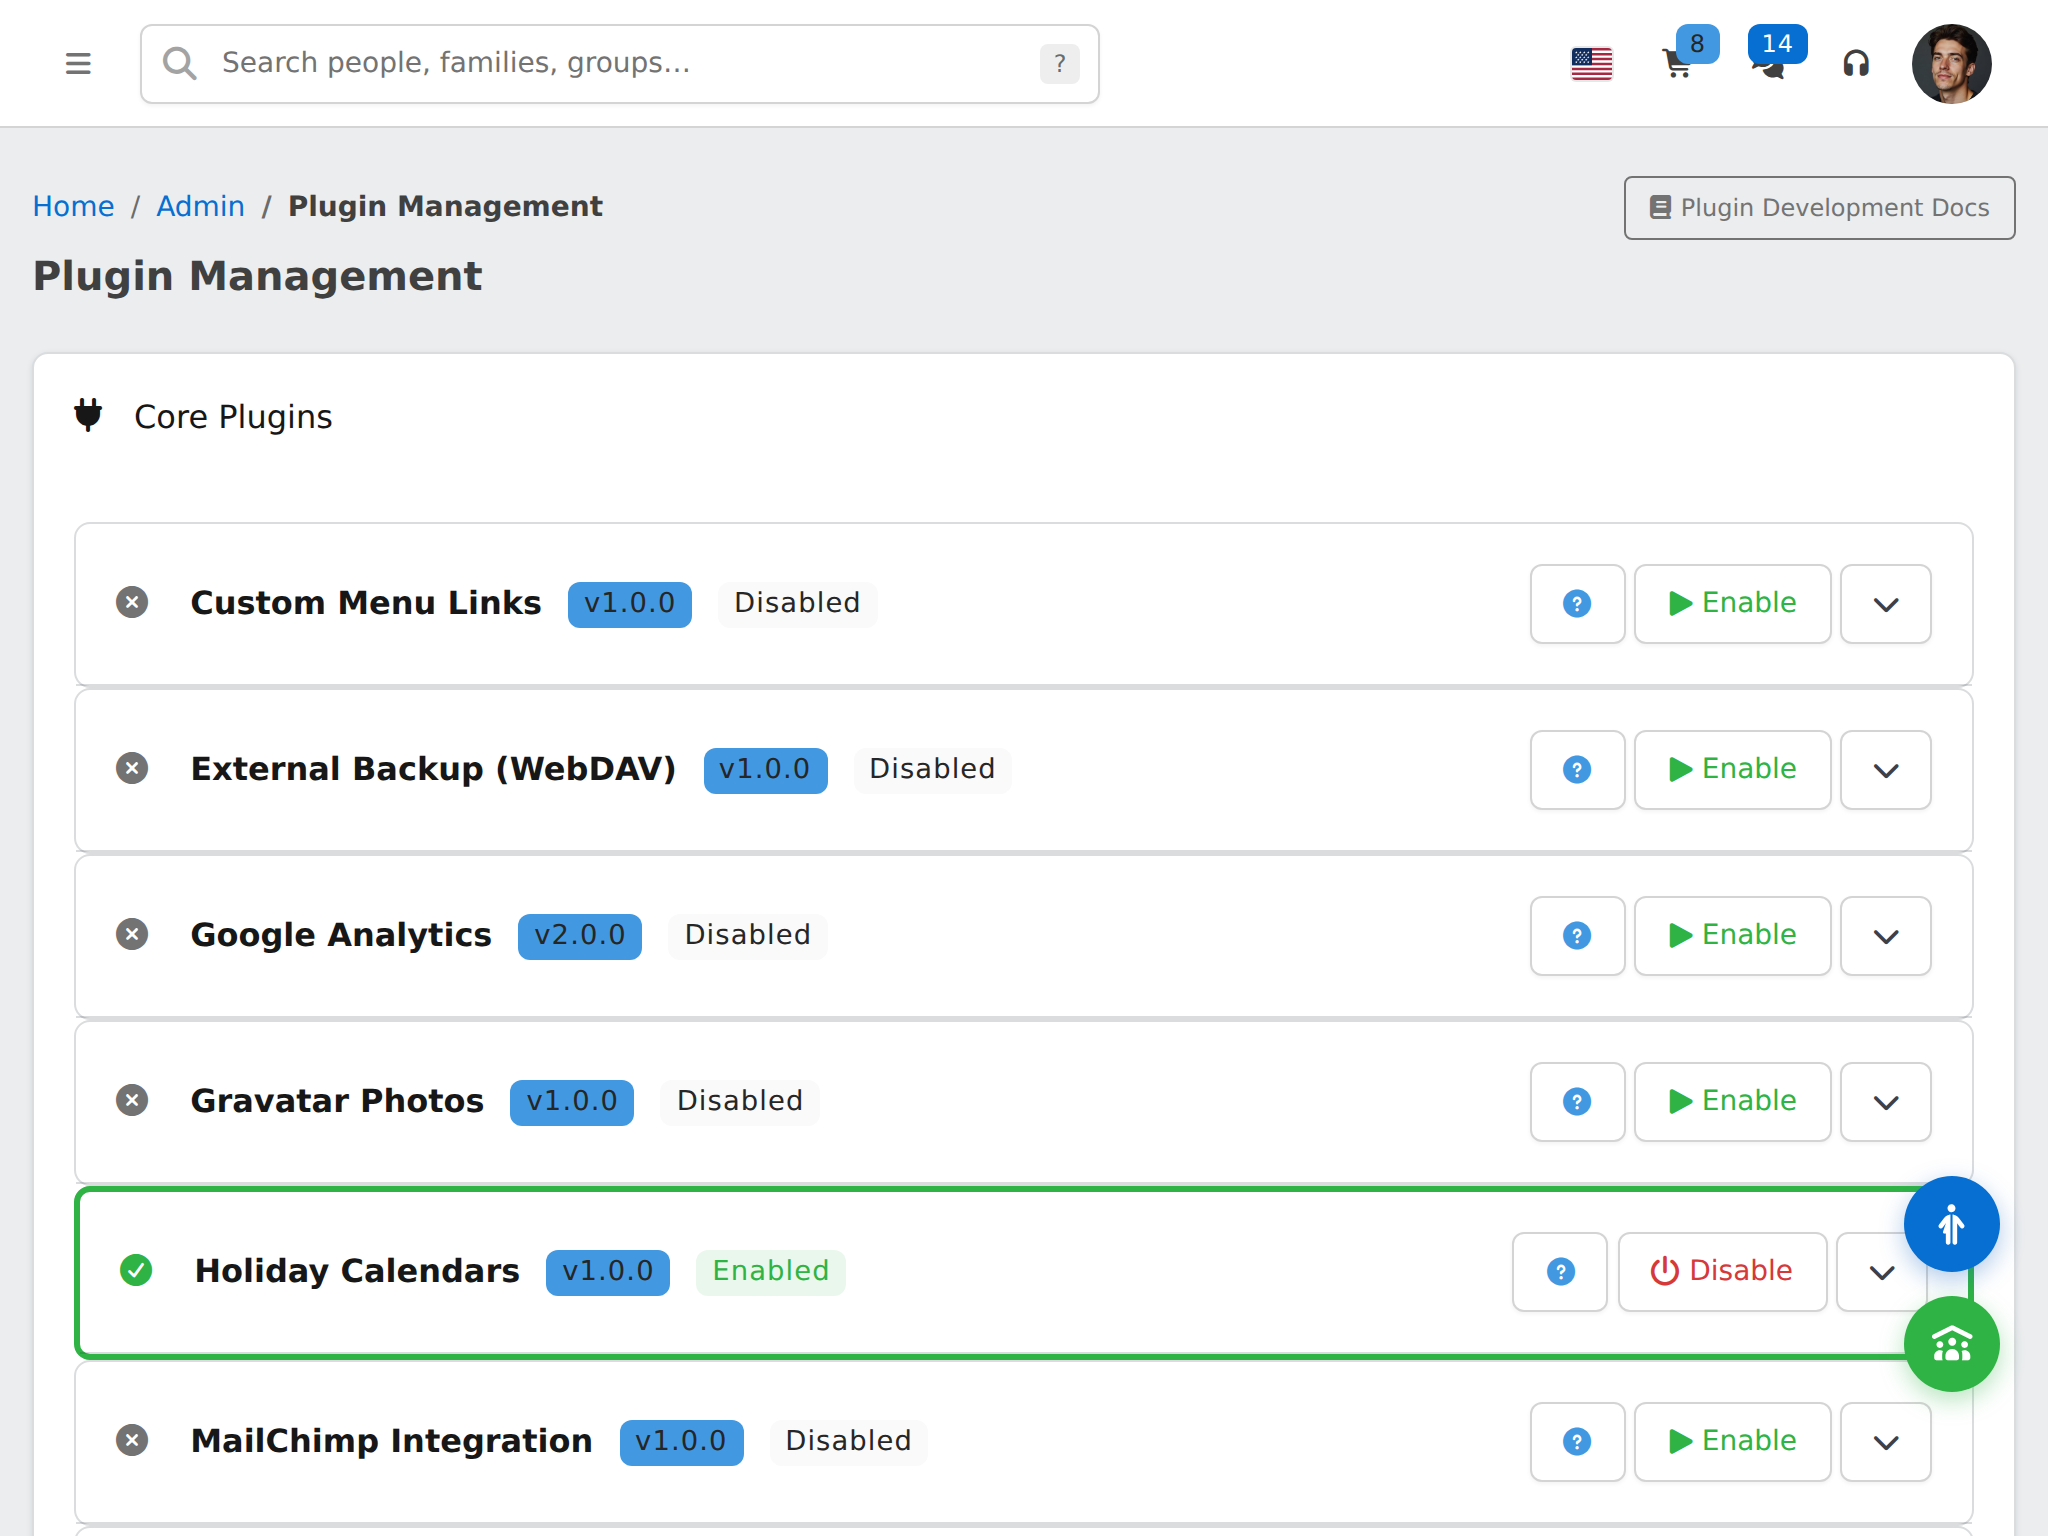 Search people, families, groups... ?
8
14
Home / Admin / Plugin Management
Plugin Development Docs
Plugin Management
Core Plugins
Custom Menu Links v1.0.0 Disabled Enable
External Backup (WebDAV) v1.0.0 Disabled Enable
Google Analytics v2.0.0 Disabled Enable
Gravatar Photos v1.0.0 Disabled Enable
Holiday Calendars v1.0.0 Enabled Disable
MailChimp Integration v1.0.0 Disabled Enable